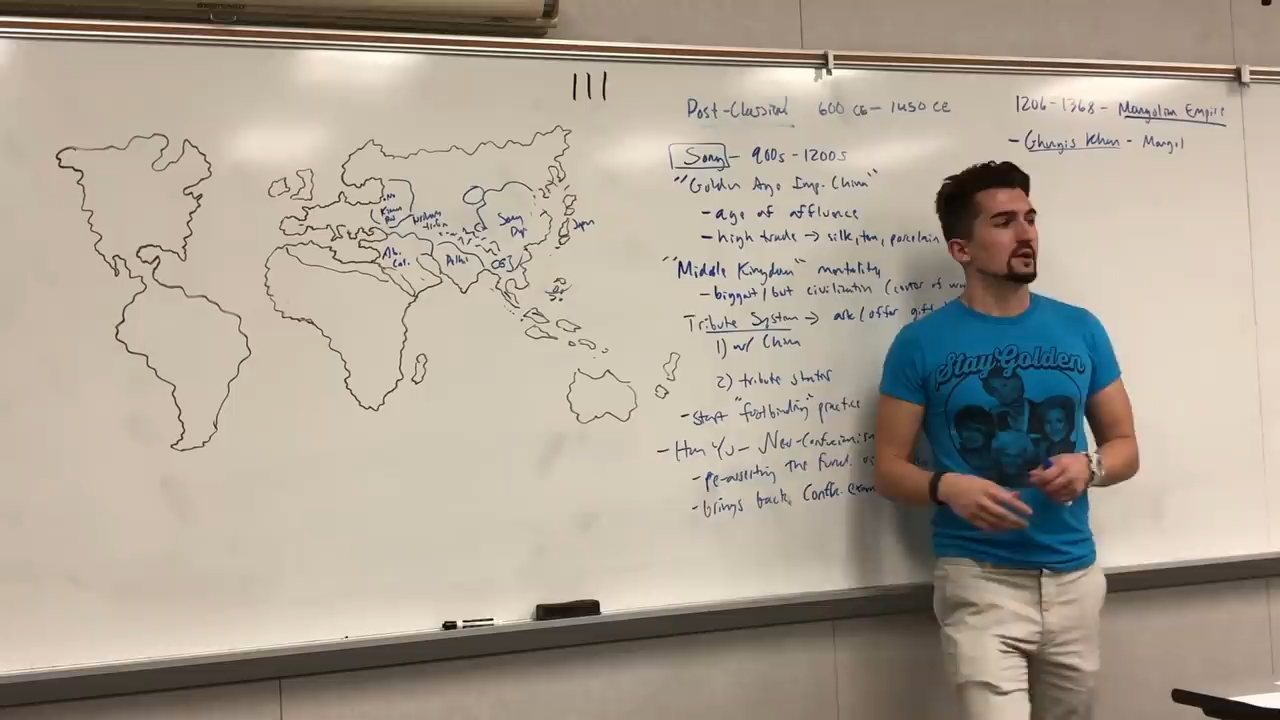 111
Post-Classical 600 CE - 1450 CE
Song - 900s - 1200s
"Golden Age Imp. China"
- age of affluence
- high trade → silk, tea, porcelain
"Middle Kingdom" mentality
- biggest/best civilization (center of
Tribute System → ask/offer gift
1) w/ China
2) tribute states
- start "footbinding" practice
- Han Yu - Neo-Confucianism
- re-asserting the fund.
- brings back Confu. exam
1206-1368 - Mongolian Empire
- Ghengis Khan - Mongol
Song
Dyn
Japan
Ab.
Cal.
Delhi
Stay Golden